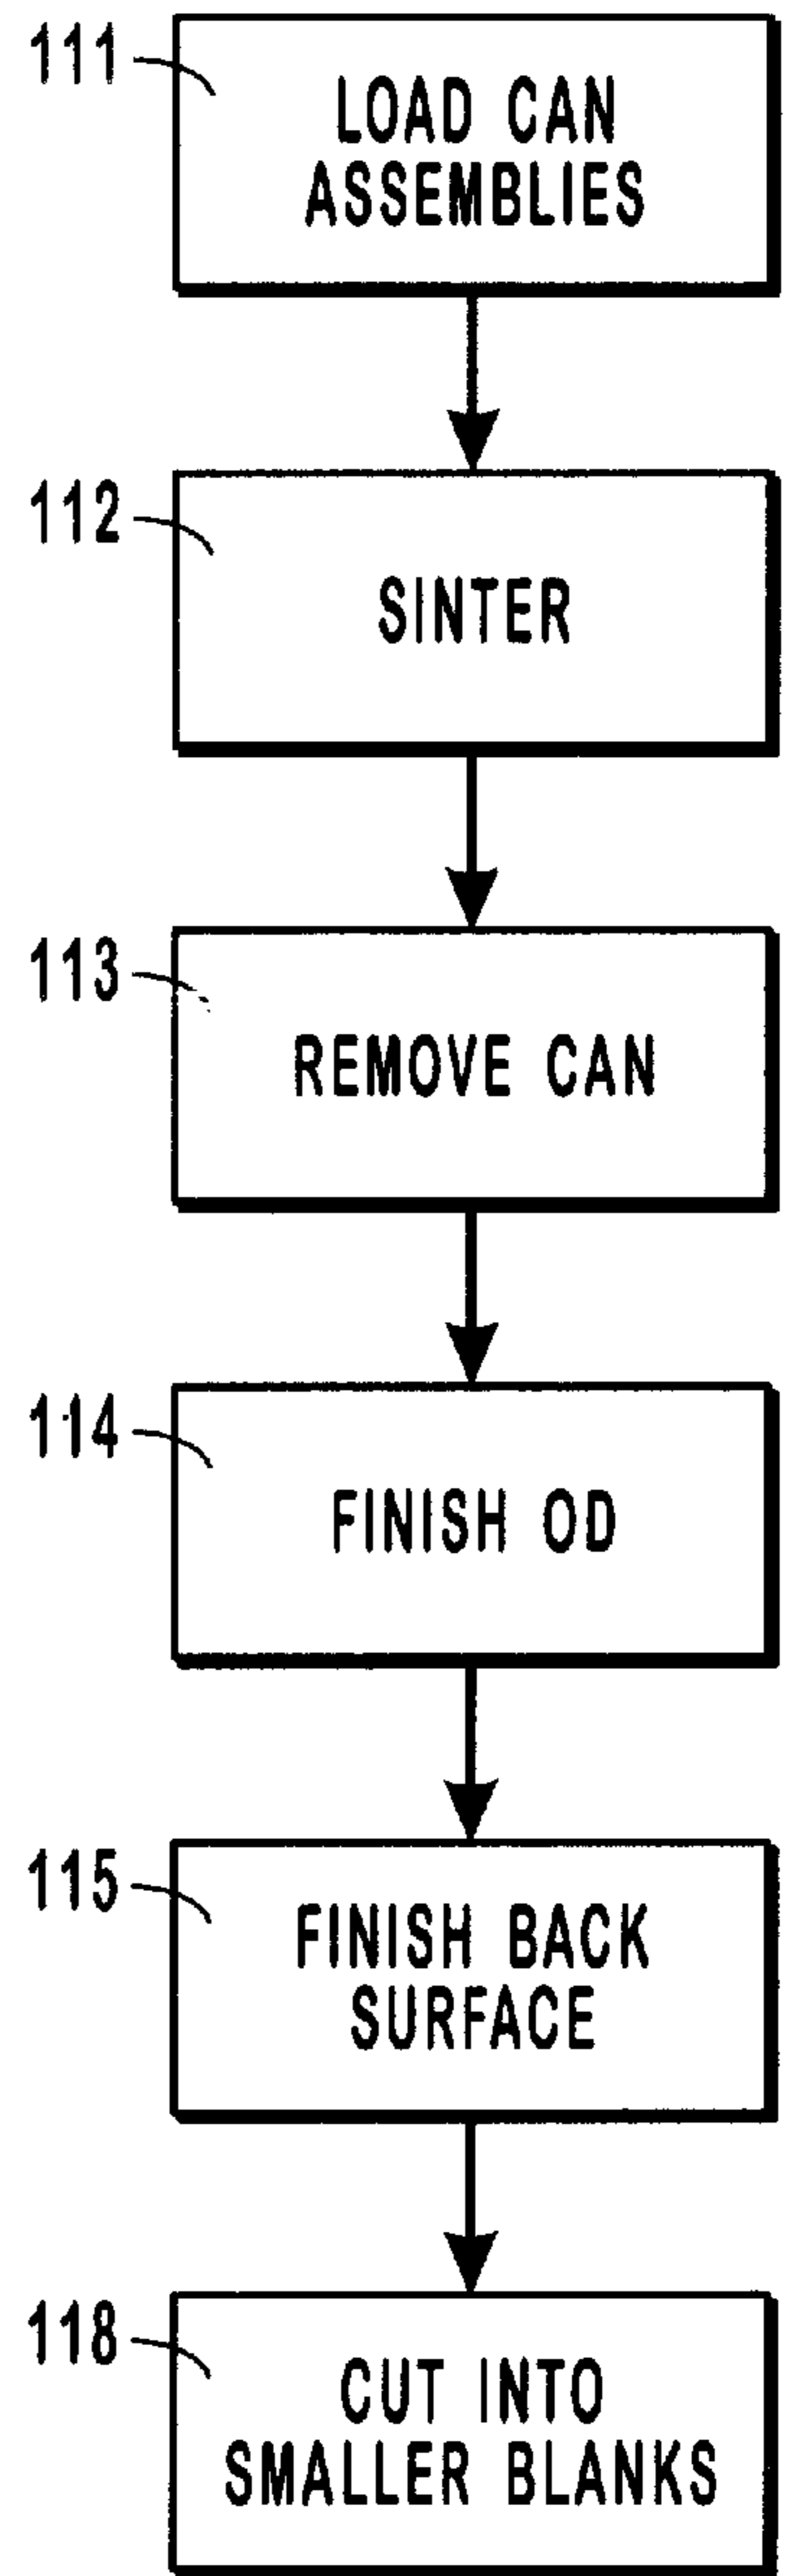 111
LOAD CAN
ASSEMBLIES
112
SINTER
113
REMOVE CAN
114
FINISH OD
115
FINISH BACK
SURFACE
118
CUT INTO
SMALLER BLANKS